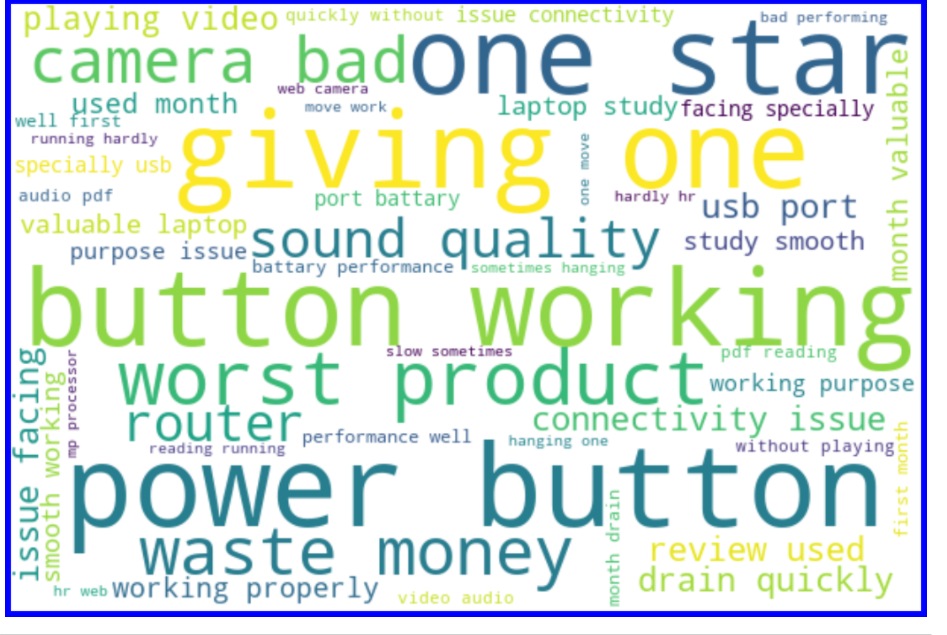 playing video
quickly without
issue connectivity
bad performing
camera bad
one star
web camera
used month
move work
laptop study
facing specially
well first
running hardly
giving one
one move
month valuable
specially usb
audio pdf
port battary
hardly hr
usb port
valuable laptop
sound quality
study smooth
purpose issue
battary performance
sometimes hanging
button working
slow sometimes
pdf reading
issue facing
smooth working
mp processor
worst product
working purpose
router
connectivity issue
performance well
hanging one
without playing
reading running
first month
power button
month drain
waste money
review used
drain quickly
hr web
working properly
video audio